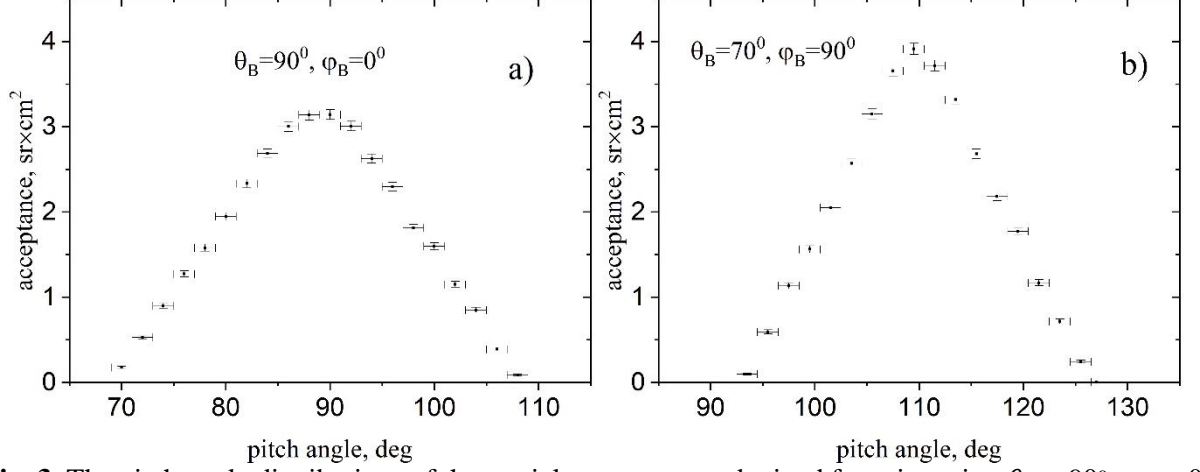 4
3
2
1
0
acceptance, sr×cm²
θB=90⁰, φB=0⁰
a)
70 80 90 100 110
pitch angle, deg
4
3
2
1
0
acceptance, sr×cm²
θB=70⁰, φB=90⁰
b)
90 100 110 120 130
pitch angle, deg